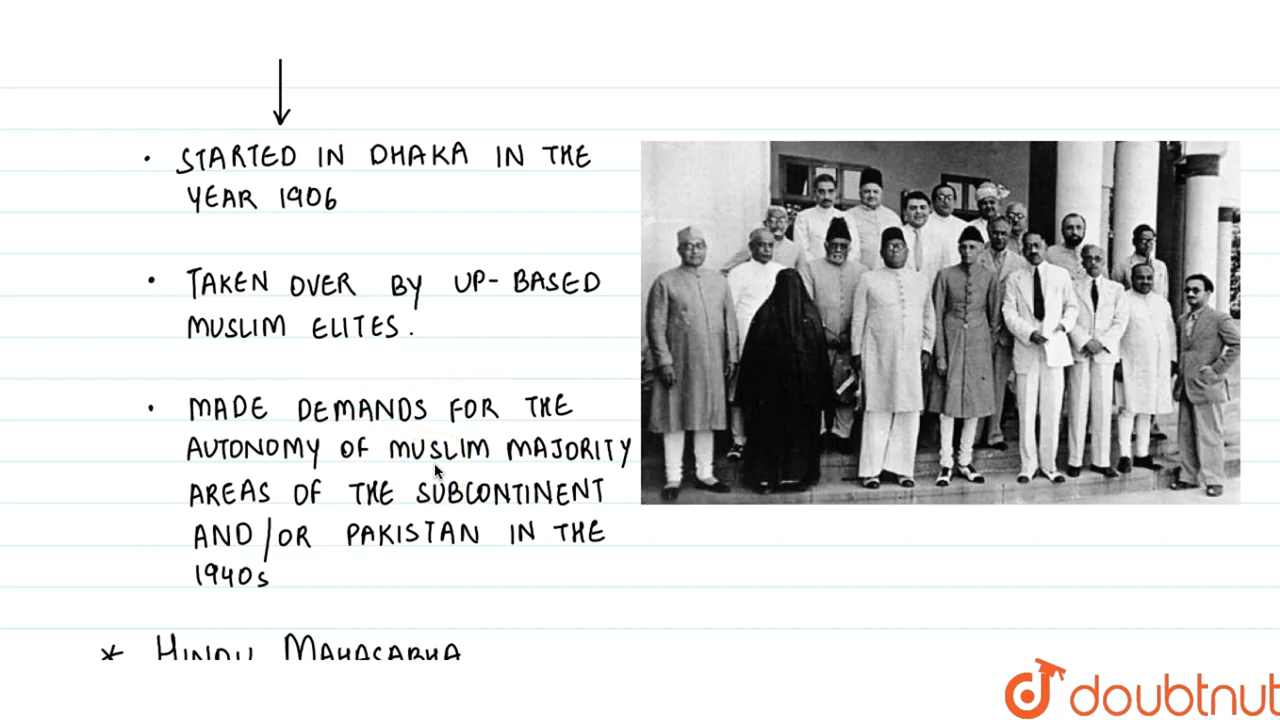 · STARTED IN DHAKA IN THE
YEAR 1906
· TAKEN OVER BY UP-BASED
MUSLIM ELITES.
· MADE DEMANDS FOR THE
AUTONOMY OF MUSLIM MAJORITY
AREAS OF THE SUBCONTINENT
AND/OR PAKISTAN IN THE
1940s
* HINDU MAHASABHA
doubtnut